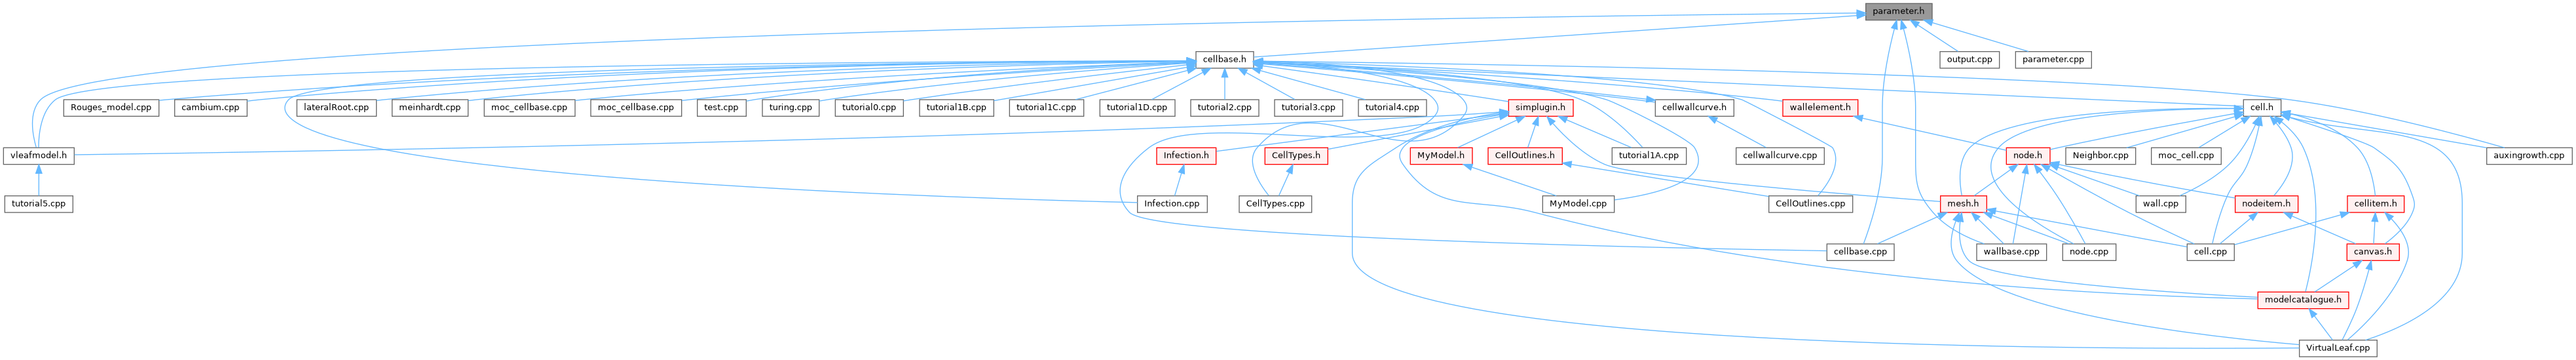 parameter.h
cellbase.h
output.cpp
parameter.cpp
Rouges_model.cpp
cambium.cpp
lateralRoot.cpp
meinhardt.cpp
moc_cellbase.cpp
moc_cellbase.cpp
test.cpp
turing.cpp
tutorial0.cpp
tutorial1B.cpp
tutorial1C.cpp
tutorial1D.cpp
tutorial2.cpp
tutorial3.cpp
tutorial4.cpp
simplugin.h
cellwallcurve.h
wallelement.h
cell.h
vleafmodel.h
Infection.h
CellTypes.h
MyModel.h
CellOutlines.h
tutorial1A.cpp
cellwallcurve.cpp
node.h
Neighbor.cpp
moc_cell.cpp
auxingrowth.cpp
tutorial5.cpp
Infection.cpp
CellTypes.cpp
MyModel.cpp
CellOutlines.cpp
mesh.h
wall.cpp
nodeitem.h
cellitem.h
cellbase.cpp
wallbase.cpp
node.cpp
cell.cpp
canvas.h
modelcatalogue.h
VirtualLeaf.cpp